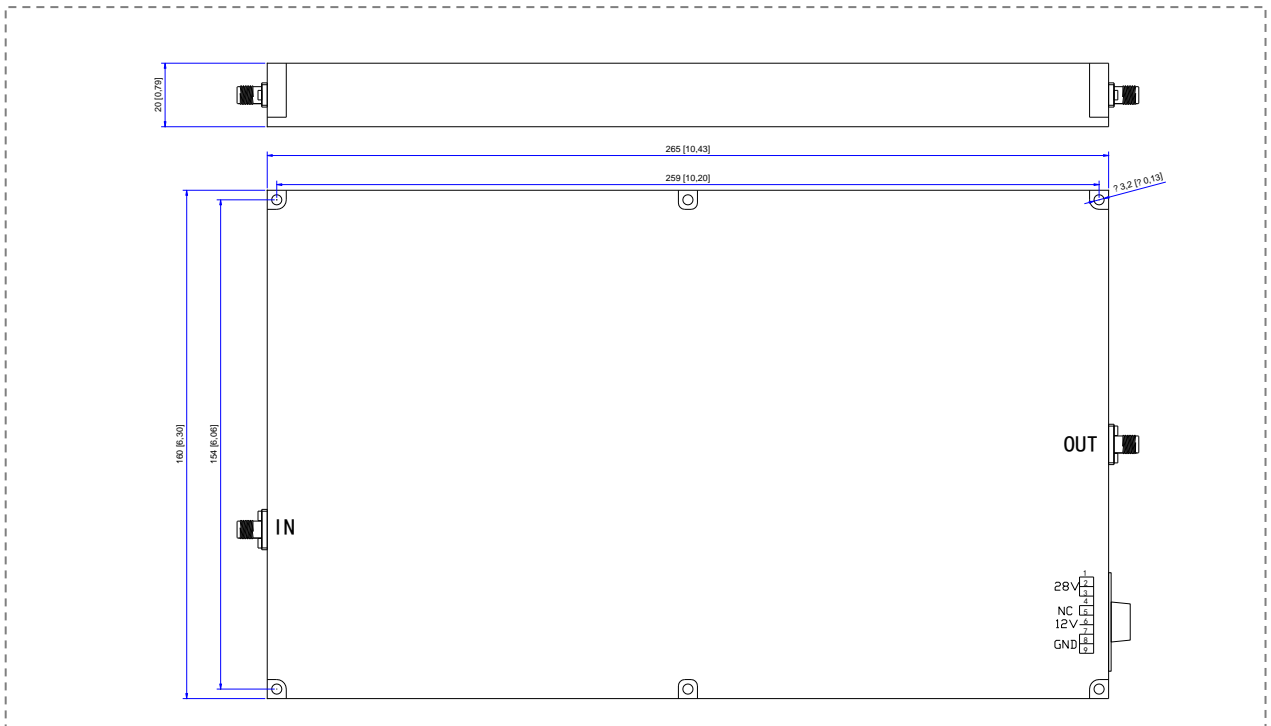 20 [0,79]
265 [10,43]
259 [10,20]
? 3,2 [? 0,13]
160 [6,30]
154 [6,06]
OUT
IN
1
28V 2
3
4
NC 5
12V 6
7
GND 8
9